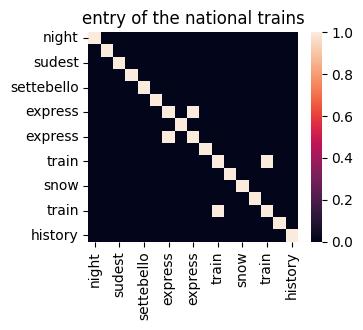 entry of the national trains
night
sudest
settebello
express
express
train
snow
train
history
1.0
0.8
0.6
0.4
0.2
0.0
night
sudest
settebello
express
express
train
snow
train
history